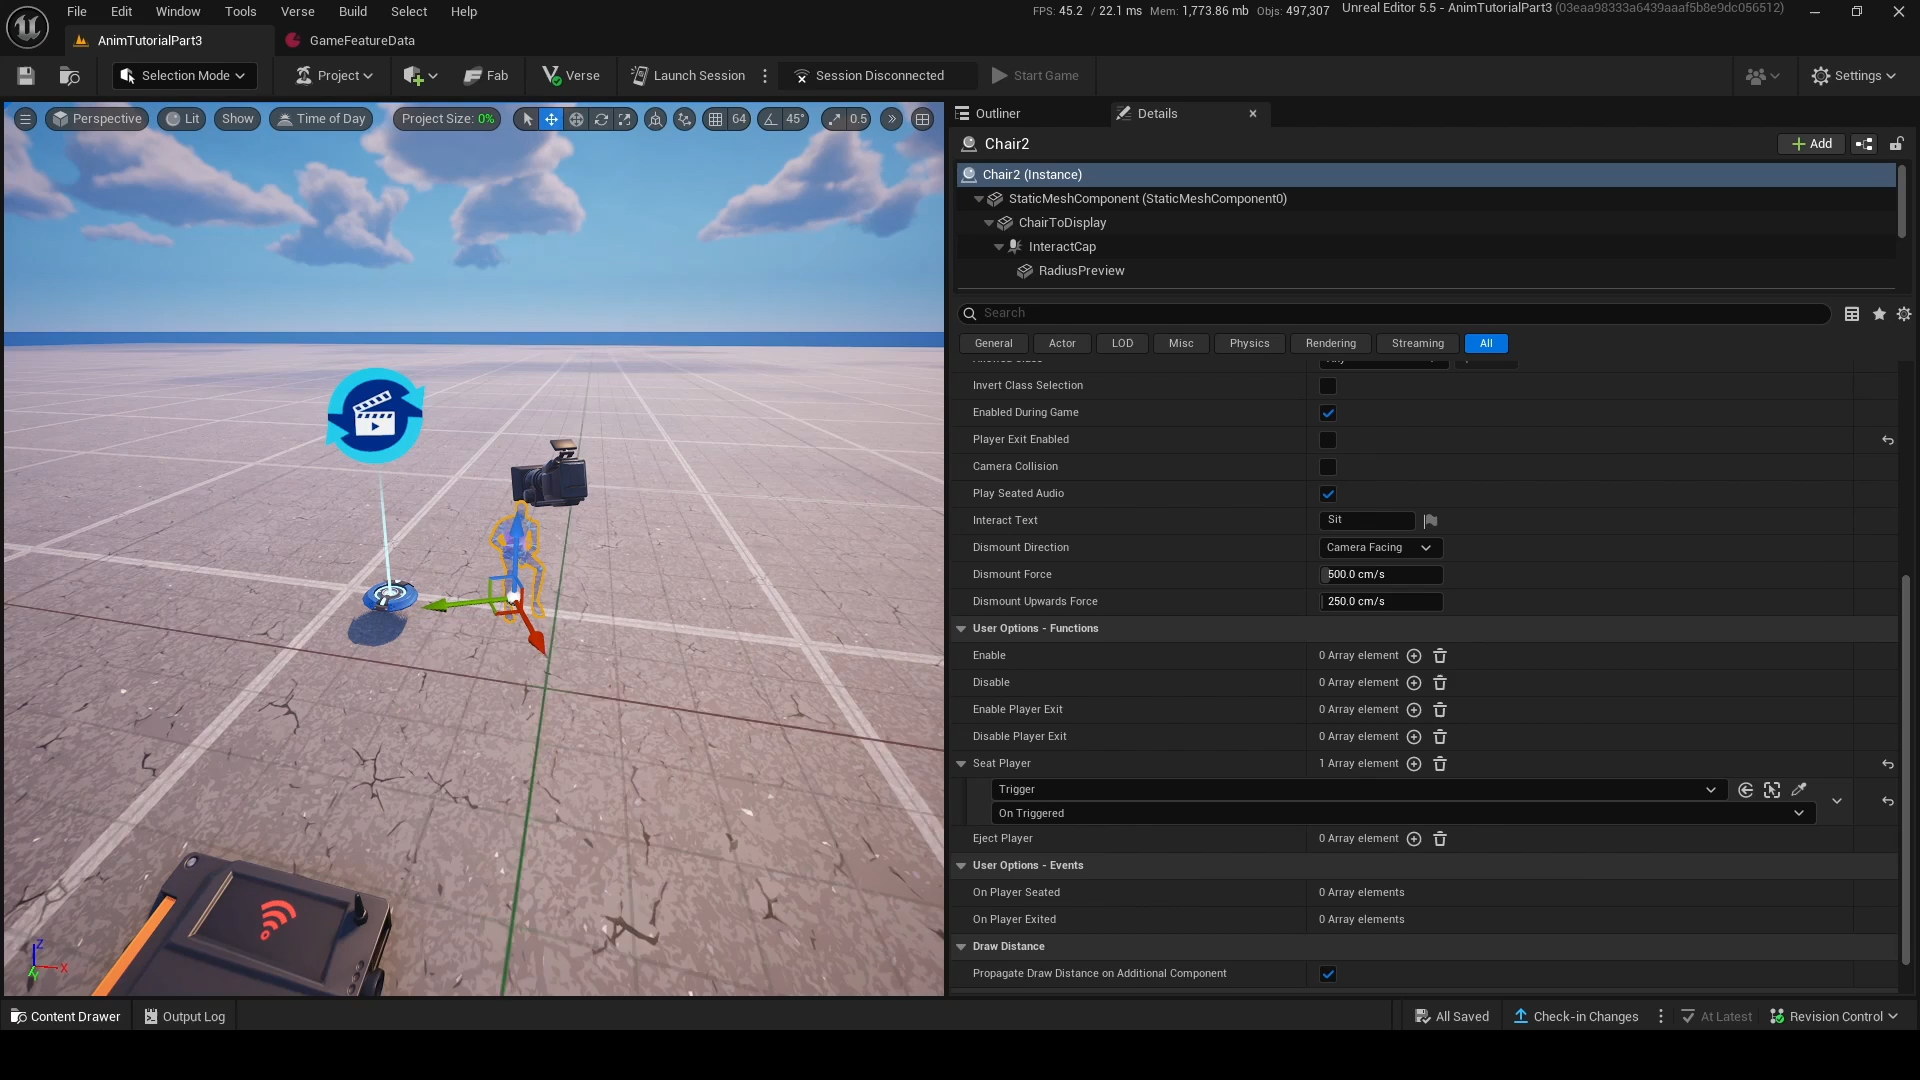 File Edit Window Tools Verse Build Select Help
FPS: 45.2 / 22.1 ms Mem: 1,773.86 mb Objs: 497,307 Unreal Editor 5.5 - AnimTutorialPart3 (03eaa98333a6439aaaf5b8e9dc056512)
AnimTutorialPart3 GameFeatureData
Selection Mode Project Fab Verse Launch Session Session Disconnected Start Game Settings
Perspective Lit Show Time of Day Project Size: 0% 64 45° 0.5
Outliner Details
Chair2
Add
Chair2 (Instance)
StaticMeshComponent (StaticMeshComponent0)
ChairToDisplay
InteractCap
RadiusPreview
Search
General Actor LOD Misc Physics Rendering Streaming All
Invert Class Selection
Enabled During Game
Player Exit Enabled
Camera Collision
Play Seated Audio
Interact Text Sit
Dismount Direction Camera Facing
Dismount Force 500.0 cm/s
Dismount Upwards Force 250.0 cm/s
User Options - Functions
Enable 0 Array element
Disable 0 Array element
Enable Player Exit 0 Array element
Disable Player Exit 0 Array element
Seat Player 1 Array element
Trigger
On Triggered
Eject Player 0 Array element
User Options - Events
On Player Seated 0 Array elements
On Player Exited 0 Array elements
Draw Distance
Propagate Draw Distance on Additional Component
Z
X
Y
Content Drawer Output Log All Saved Check-in Changes At Latest Revision Control